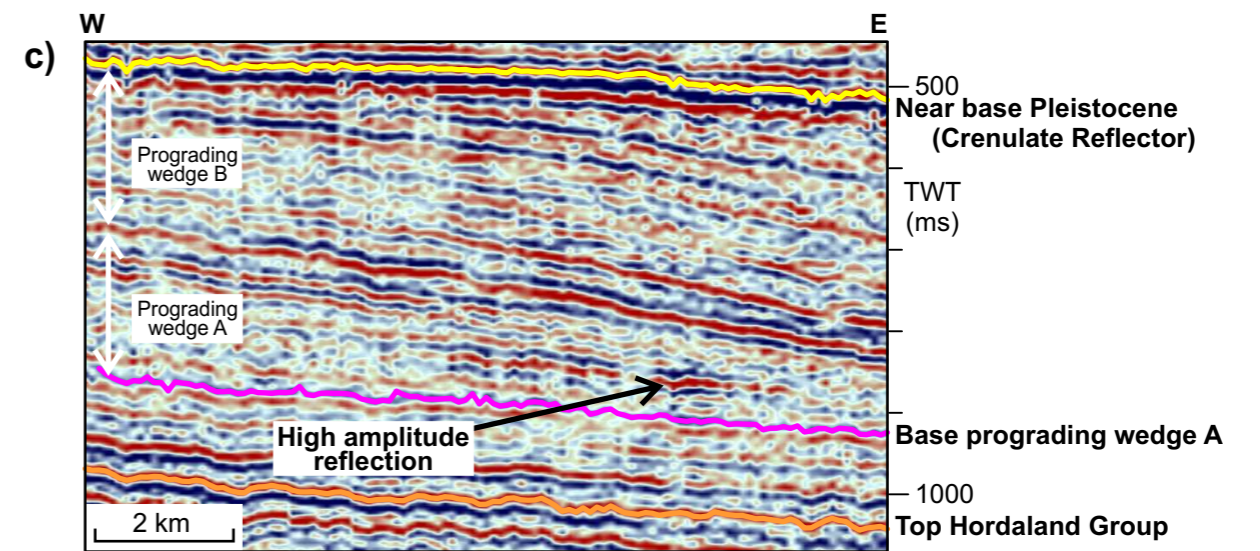 W
E
c)
500
Near base Pleistocene
(Crenulate Reflector)
Prograding
wedge B
TWT
(ms)
Prograding
wedge A
High amplitude
reflection
Base prograding wedge A
1000
2 km
Top Hordaland Group